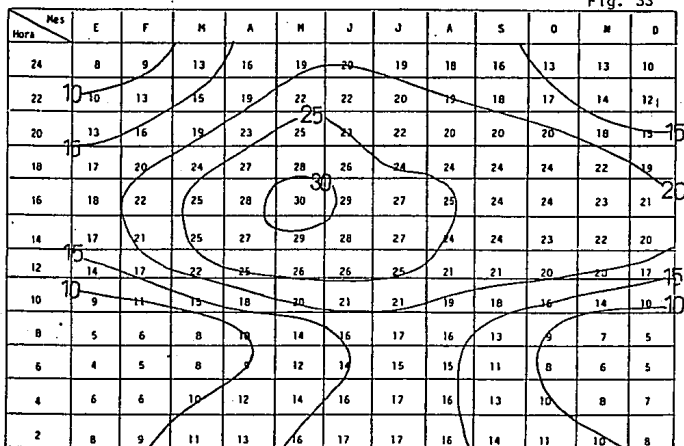 Fig. 33
Mes
Hora E F M A M J J A S O N D
24 8 9 13 16 19 20 19 18 16 13 13 10
22 10 10 13 15 19 22 22 20 19 18 17 14 12
25
20 13 16 19 23 25 23 22 20 20 20 18 15 15
15
18 17 20 24 27 28 26 24 24 24 24 22 19
30 20
16 18 22 25 28 30 29 27 25 24 24 23 21
14 17 21 25 27 29 28 27 24 24 23 22 20
15
12 14 17 22 25 26 26 25 21 21 20 20 17 15
10 10 9 11 15 18 20 21 21 19 18 16 14 10 10
8 5 6 8 10 14 16 17 16 13 9 7 5
6 4 5 8 9 12 14 15 15 11 8 6 5
4 6 6 10 12 14 16 17 16 13 10 8 7
2 8 9 11 13 16 17 17 16 14 11 10 8
10 15